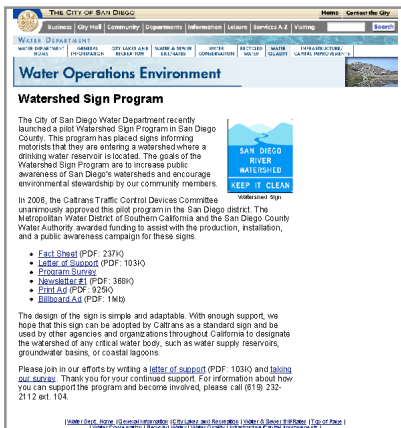 THE CITY OF SAN DIEGO
Home Contact the City
Business City Hall Community Departments Information Leisure Services A-Z Visiting Search
WATER DEPARTMENT
WATER DEPARTMENT HOME
GENERAL INFORMATION
CITY LAKES AND RECREATION
WATER & SEWER BILL/RATES
WATER CONSERVATION
RECYCLED WATER
WATER QUALITY
INFRASTRUCTURE/ CAPITAL IMPROVEMENTS
Water Operations Environment
Watershed Sign Program
The City of San Diego Water Department recently
launched a pilot Watershed Sign Program in San Diego
County. This program has placed signs informing
motorists that they are entering a watershed where a
drinking water reservoir is located. The goals of the
Watershed Sign Program are to increase public
awareness of San Diego's watersheds and encourage
environmental stewardship by our community members.
SAN DIEGO
RIVER
WATERSHED
KEEP IT CLEAN
Watershed Sign
In 2006, the Caltrans Traffic Control Devices Committee
unanimously approved this pilot program in the San Diego district. The
Metropolitan Water District of Southern California and the San Diego County
Water Authority awarded funding to assist with the production, installation,
and a public awareness campaign for these signs.
Fact Sheet (PDF: 237K)
Letter of Support (PDF: 103K)
Program Survey
Newsletter #1 (PDF: 368K)
Print Ad (PDF: 925K)
Billboard Ad (PDF: 1Mb)
The design of the sign is simple and adaptable. With enough support, we
hope that this sign can be adopted by Caltrans as a standard sign and be
used by other agencies and organizations throughout California to designate
the watershed of any critical water body, such as water supply reservoirs,
groundwater basins, or coastal lagoons.
Please join in our efforts by writing a letter of support (PDF: 103K) and taking
our survey. Thank you for your continued support. For information about how
you can support the program and become involved, please call (619) 232-
2112 ext. 104.
| Water Dept. Home | General Information | City Lakes and Recreation | Water & Sewer Bill/Rates | Top of Page |
| Water Conservation | Recycled Water | Water Quality | Infrastructure/Capital Improvements |